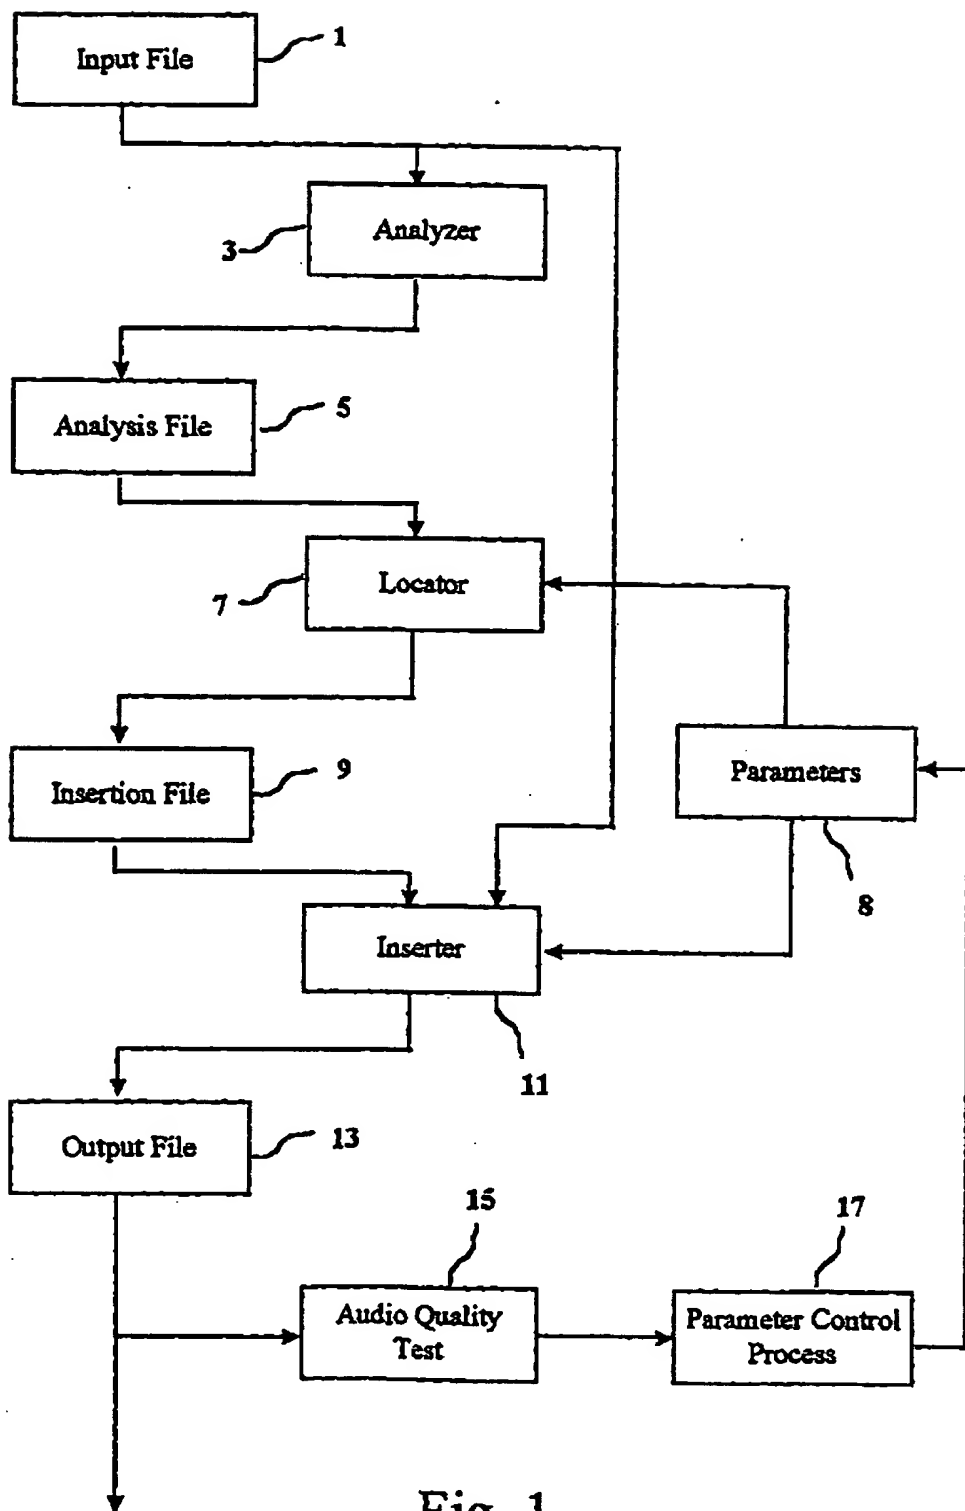 Input File
1
Analyzer
3
Analysis File
5
Locator
7
Insertion File
9
Parameters
8
Inserter
11
Output File
13
15
17
Audio Quality
Test
Parameter Control
Process
Fig. 1